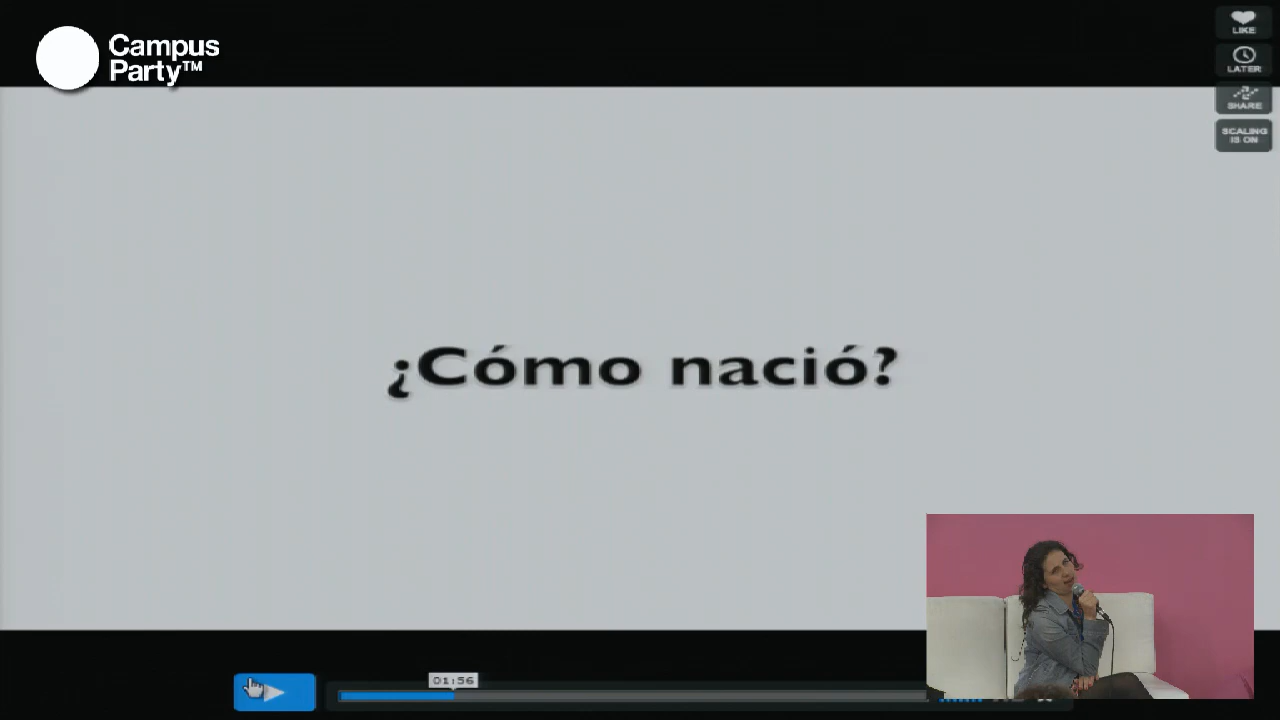 Campus
Party™
LIKE
LATER
SHARE
SCALING
IS ON
¿Cómo nació?
01:56